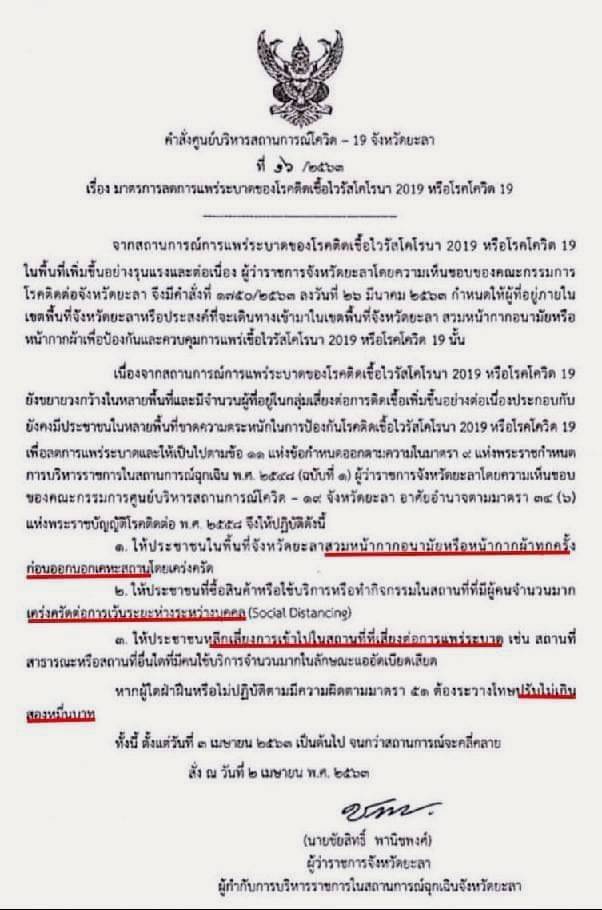 คำสั่งศูนย์บริหารสถานการณ์โควิด – 19 จังหวัดยะลา
ที่ ๑๖ /๒๕๖๓
เรื่อง มาตรการลดการแพร่ระบาดของโรคติดเชื้อไวรัสโคโรนา 2019 หรือโรคโควิด 19
จากสถานการณ์การแพร่ระบาดของโรคติดเชื้อไวรัสโคโรนา 2019 หรือโรคโควิด 19
ในพื้นที่เพิ่มขึ้นอย่างรุนแรงและต่อเนื่อง ผู้ว่าราชการจังหวัดยะลาโดยความเห็นชอบของคณะกรรมการ
โรคติดต่อจังหวัดยะลา จึงมีคำสั่งที่ ๑๗๕๐/๒๕๖๓ ลงวันที่ ๒๖ มีนาคม ๒๕๖๓ กำหนดให้ผู้ที่อยู่ภายใน
เขตพื้นที่จังหวัดยะลาหรือประสงค์ที่จะเดินทางเข้ามาในเขตพื้นที่จังหวัดยะลา สวมหน้ากากอนามัยหรือ
หน้ากากผ้าเพื่อป้องกันและควบคุมการแพร่เชื้อไวรัสโคโรนา 2019 หรือโรคโควิด 19 นั้น
เนื่องจากสถานการณ์การแพร่ระบาดของโรคติดเชื้อไวรัสโคโรนา 2019 หรือโรคโควิด 19
ยังขยายวงกว้างในหลายพื้นที่และมีจำนวนผู้ที่อยู่ในกลุ่มเสี่ยงต่อการติดเชื้อเพิ่มขึ้นอย่างต่อเนื่องประกอบกับ
ยังคงมีประชาชนในหลายพื้นที่ขาดความตระหนักในการป้องกันโรคติดเชื้อไวรัสโคโรนา 2019 หรือโรคโควิด 19
เพื่อลดการแพร่ระบาดและให้เป็นไปตามข้อ ๑๑ แห่งข้อกำหนดออกตามความในมาตรา ๙ แห่งพระราชกำหนด
การบริหารราชการในสถานการณ์ฉุกเฉิน พ.ศ. ๒๕๔๘ (ฉบับที่ ๑) ผู้ว่าราชการจังหวัดยะลาโดยความเห็นชอบ
ของคณะกรรมการศูนย์บริหารสถานการณ์โควิด – ๑๙ จังหวัดยะลา อาศัยอำนาจตามมาตรา ๓๔ (๖)
แห่งพระราชบัญญัติโรคติดต่อ พ.ศ. ๒๕๕๘ จึงให้ปฏิบัติดังนี้
๑. ให้ประชาชนในพื้นที่จังหวัดยะลาสวมหน้ากากอนามัยหรือหน้ากากผ้าทุกครั้ง
ก่อนออกนอกเคหะสถานโดยเคร่งครัด
๒. ให้ประชาชนที่ซื้อสินค้าหรือใช้บริการหรือทำกิจกรรมในสถานที่ที่มีผู้คนจำนวนมาก
เคร่งครัดต่อการเว้นระยะห่างระหว่างบุคคล (Social Distancing)
๓. ให้ประชาชนหลีกเลี่ยงการเข้าไปในสถานที่ที่เสี่ยงต่อการแพร่ระบาด เช่น สถานที่
สาธารณะหรือสถานที่อื่นใดที่มีคนใช้บริการจำนวนมากในลักษณะแออัดเบียดเสียด
หากผู้ใดฝ่าฝืนหรือไม่ปฏิบัติตามมีความผิดตามมาตรา ๕๑ ต้องระวางโทษปรับไม่เกิน
สองหมื่นบาท
ทั้งนี้ ตั้งแต่วันที่ ๓ เมษายน ๒๕๖๓ เป็นต้นไป จนกว่าสถานการณ์จะคลี่คลาย
สั่ง ณ วันที่ ๒ เมษายน พ.ศ. ๒๕๖๓
(นายชัยสิทธิ์ พานิชพงศ์)
ผู้ว่าราชการจังหวัดยะลา
ผู้กำกับการบริหารราชการในสถานการณ์ฉุกเฉินจังหวัดยะลา